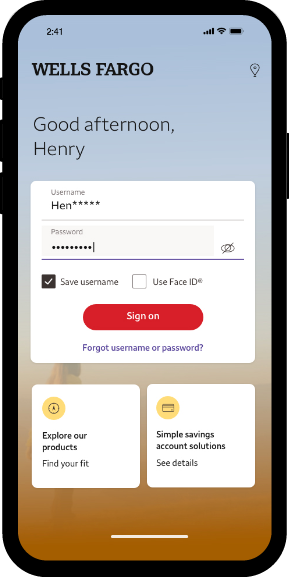 2:41
WELLS FARGO
Good afternoon,
Henry
Username
Hen*****
Password
•••••••••|
Save username
Use Face ID®
Sign on
Forgot username or password?
Explore our
products
Find your fit
Simple savings
account solutions
See details